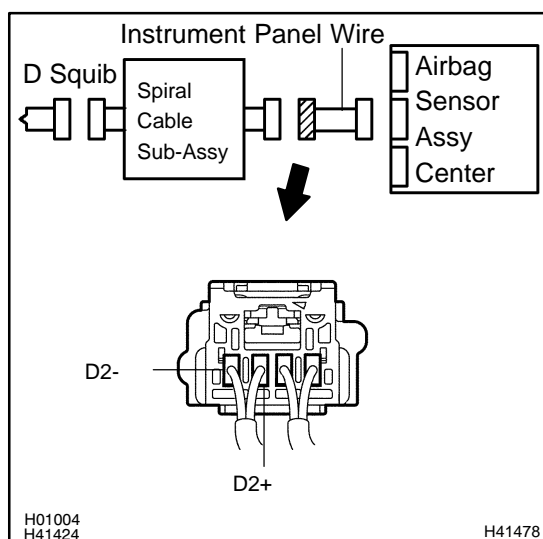 Instrument Panel Wire
D Squib
Spiral
Cable
Sub-Assy
Airbag
Sensor
Assy
Center
D2-
D2+
H01004
H41424
H41478